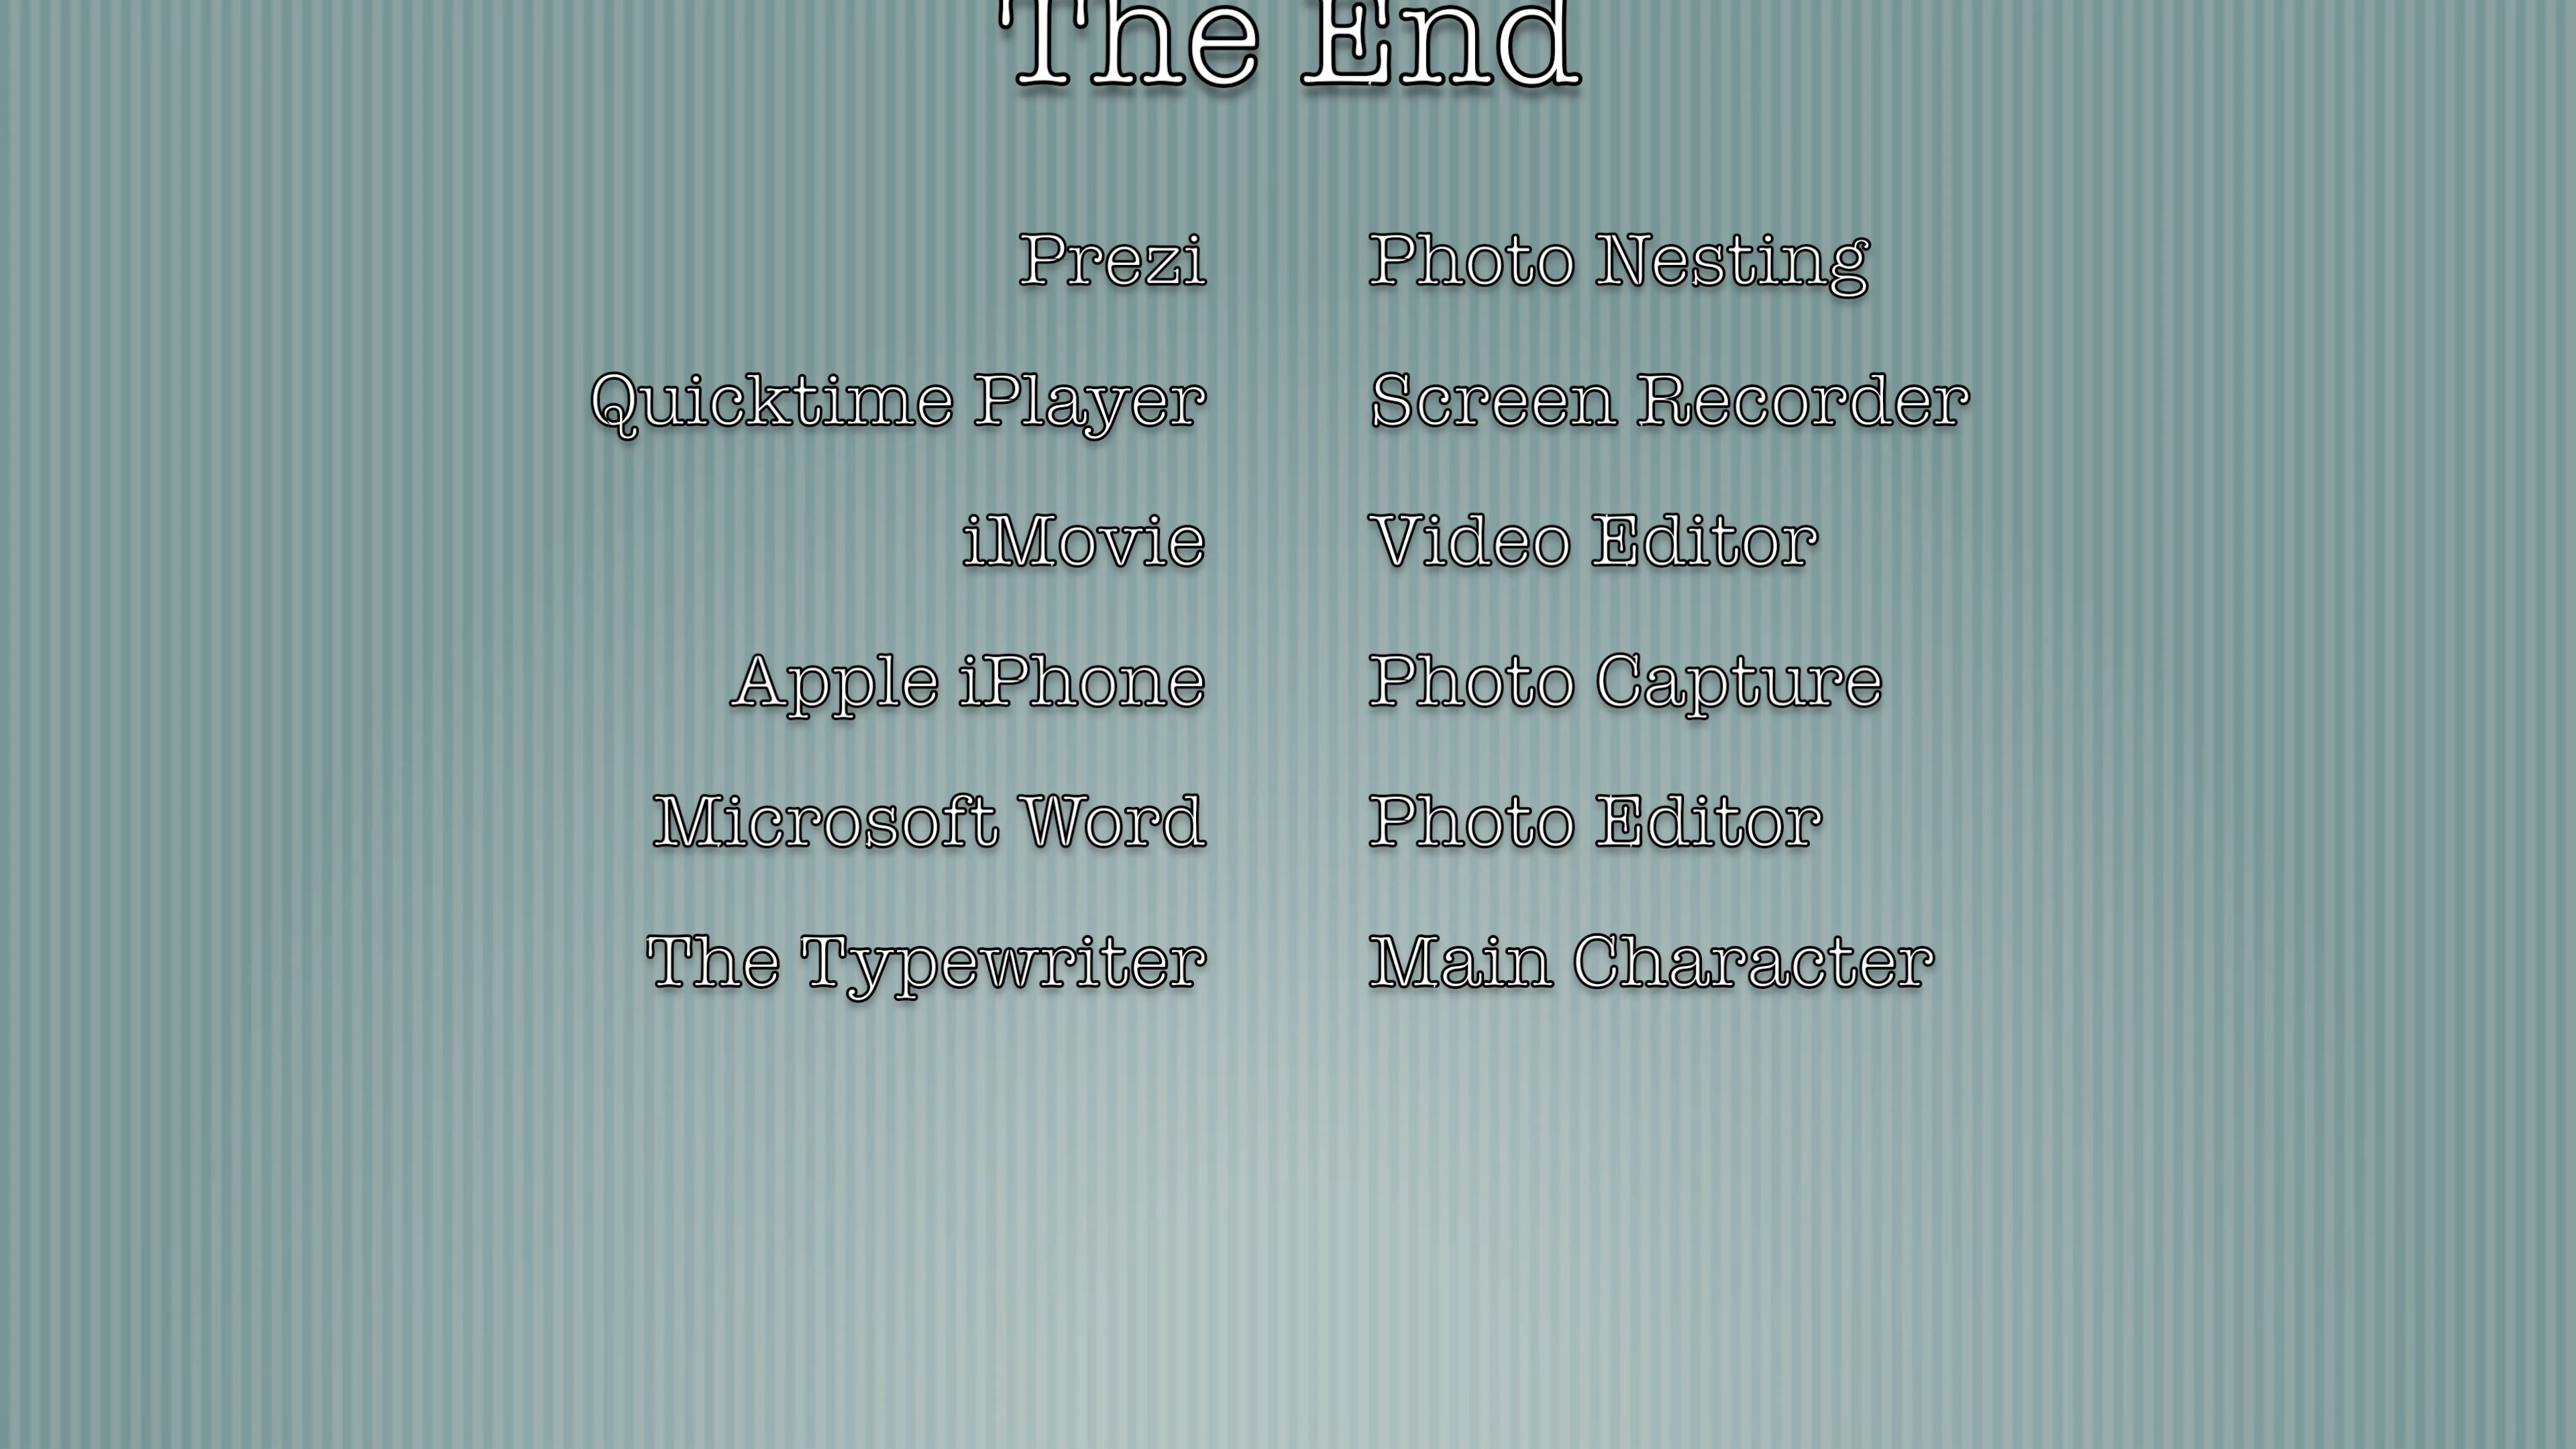 The End
Prezi Photo Nesting
Quicktime Player Screen Recorder
iMovie Video Editor
Apple iPhone Photo Capture
Microsoft Word Photo Editor
The Typewriter Main Character